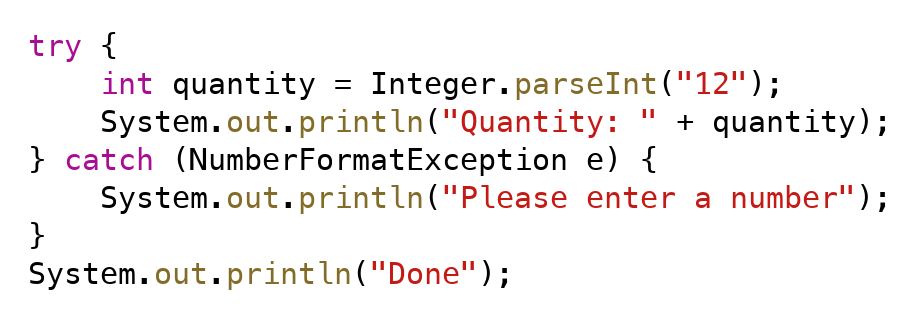 try {
    int quantity = Integer.parseInt("12");
    System.out.println("Quantity: " + quantity);
} catch (NumberFormatException e) {
    System.out.println("Please enter a number");
}
System.out.println("Done");